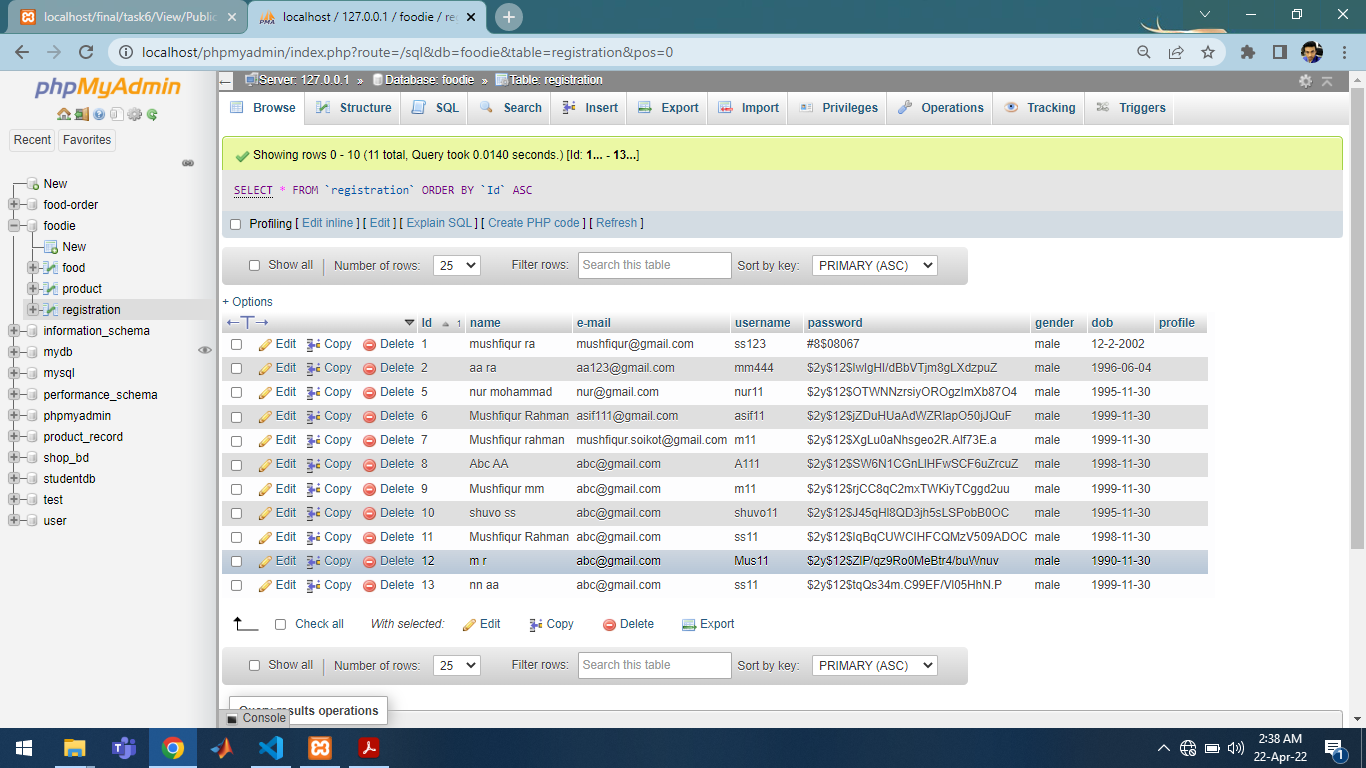 localhost/final/task6/View/Public
localhost / 127.0.0.1 / foodie / re
localhost/phpmyadmin/index.php?route=/sql&db=foodie&table=registration&pos=0
phpMyAdmin
Recent Favorites
New
food-order
foodie
New
food
product
registration
information_schema
mydb
mysql
performance_schema
phpmyadmin
product_record
shop_bd
studentdb
test
user
Server: 127.0.0.1 » Database: foodie » Table: registration
Browse Structure SQL Search Insert Export Import Privileges Operations Tracking Triggers
Showing rows 0 - 10 (11 total, Query took 0.0140 seconds.) [Id: 1... - 13...]
SELECT * FROM `registration` ORDER BY `Id` ASC
Profiling [ Edit inline ] [ Edit ] [ Explain SQL ] [ Create PHP code ] [ Refresh ]
Show all Number of rows: 25 Filter rows: Search this table Sort by key: PRIMARY (ASC)
+ Options
Id 1 name e-mail username password gender dob profile
Edit Copy Delete 1 mushfiqur ra mushfiqur@gmail.com ss123 #8$08067 male 12-2-2002
Edit Copy Delete 2 aa ra aa123@gmail.com mm444 $2y$12$IwIgHI/dBbVTjm8gLXdzpuZ male 1996-06-04
Edit Copy Delete 5 nur mohammad nur@gmail.com nur11 $2y$12$OTWNNzrsiyOROgzImXb87O4 male 1995-11-30
Edit Copy Delete 6 Mushfiqur Rahman asif111@gmail.com asif11 $2y$12$jZDuHUaAdWZRlapO50jJQuF male 1999-11-30
Edit Copy Delete 7 Mushfiqur rahman mushfiqur.soikot@gmail.com m11 $2y$12$XgLu0aNhsgeo2R.Alf73E.a male 1999-11-30
Edit Copy Delete 8 Abc AA abc@gmail.com A111 $2y$12$SW6N1CGnLlHFwSCF6uZrcuZ male 1998-11-30
Edit Copy Delete 9 Mushfiqur mm abc@gmail.com m11 $2y$12$rjCC8qC2mxTWKiyTCggd2uu male 1999-11-30
Edit Copy Delete 10 shuvo ss abc@gmail.com shuvo11 $2y$12$J45qHl8QD3jh5sLSPobB0OC male 1995-11-30
Edit Copy Delete 11 Mushfiqur Rahman abc@gmail.com ss11 $2y$12$IqBqCUWClHFCQMzV509ADOC male 1998-11-30
Edit Copy Delete 12 m r abc@gmail.com Mus11 $2y$12$ZlP/qz9Ro0MeBtr4/buWnuv male 1990-11-30
Edit Copy Delete 13 nn aa abc@gmail.com ss11 $2y$12$tqQs34m.C99EF/Vl05HhN.P male 1999-11-30
Check all With selected: Edit Copy Delete Export
Show all Number of rows: 25 Filter rows: Search this table Sort by key: PRIMARY (ASC)
Query results operations
Console
2:38 AM
22-Apr-22
1